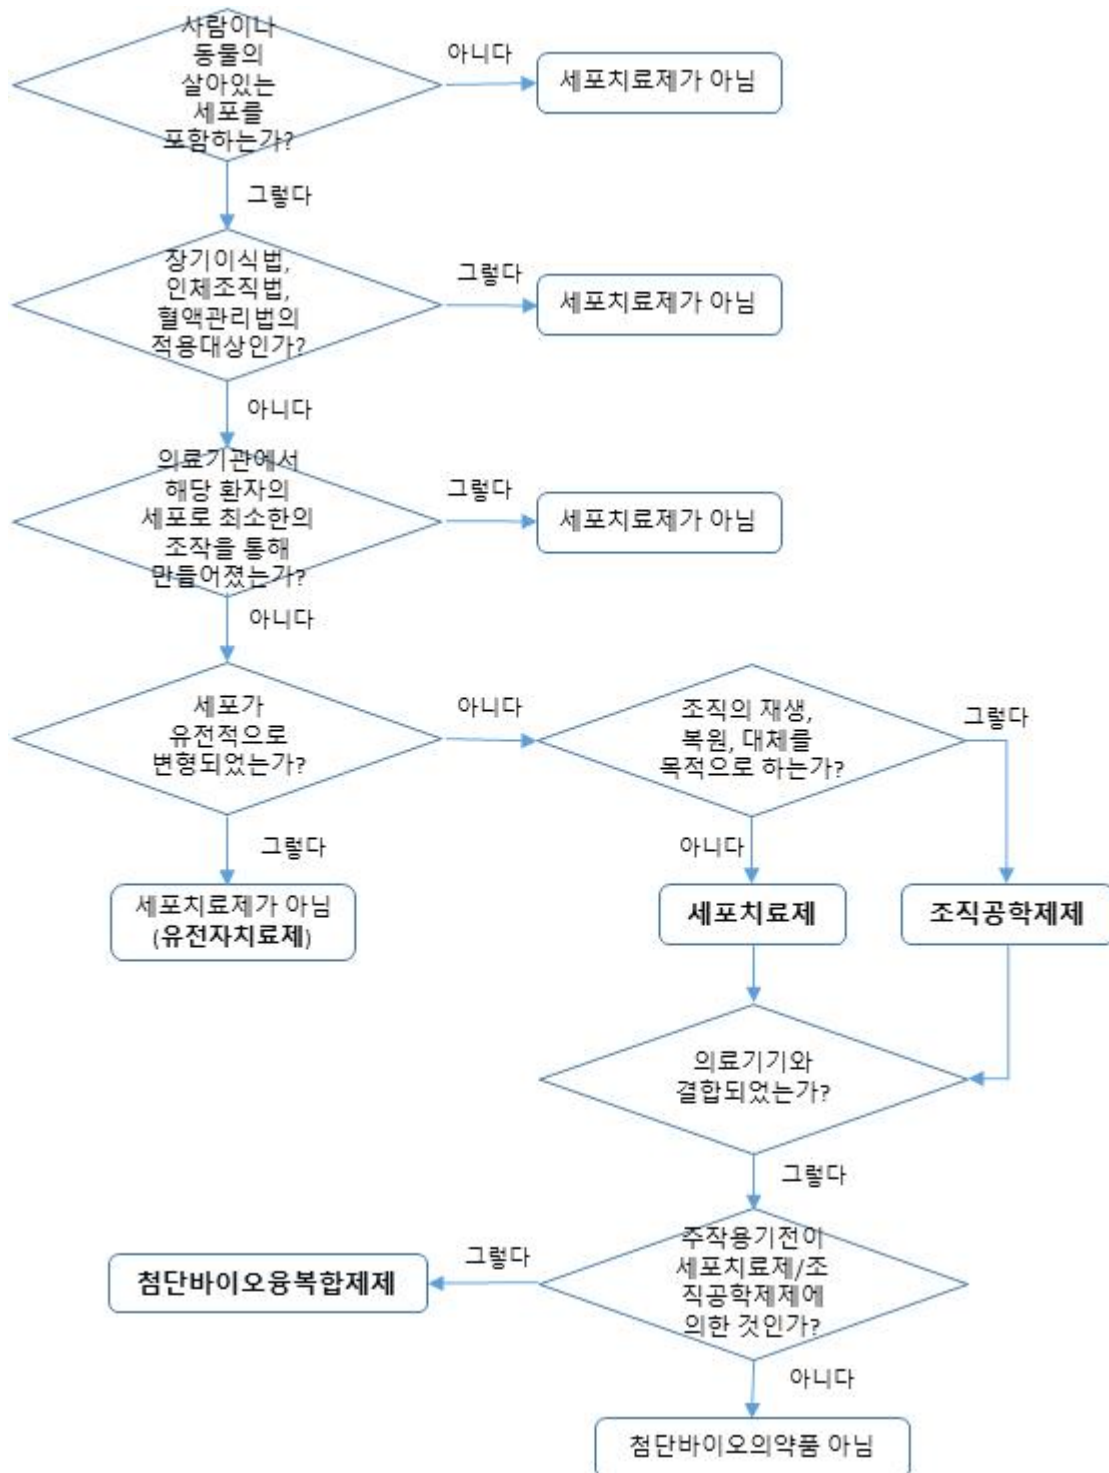 사람이나
동물의
살아있는
세포를
포함하는가?
아니다
세포치료제가 아님
그렇다
장기이식법,
인체조직법,
혈액관리법의
적용대상인가?
그렇다
세포치료제가 아님
아니다
의료기관에서
해당 환자의
세포로 최소한의
조작을 통해
만들어졌는가?
그렇다
세포치료제가 아님
아니다
세포가
유전적으로
변형되었는가?
아니다
조직의 재생,
복원, 대체를
목적으로 하는가?
그렇다
그렇다
아니다
세포치료제가 아님
(유전자치료제)
세포치료제
조직공학제제
의료기기와
결합되었는가?
그렇다
주작용기전이
세포치료제/조
직공학제제에
의한 것인가?
그렇다
첨단바이오융복합제제
아니다
첨단바이오의약품 아님